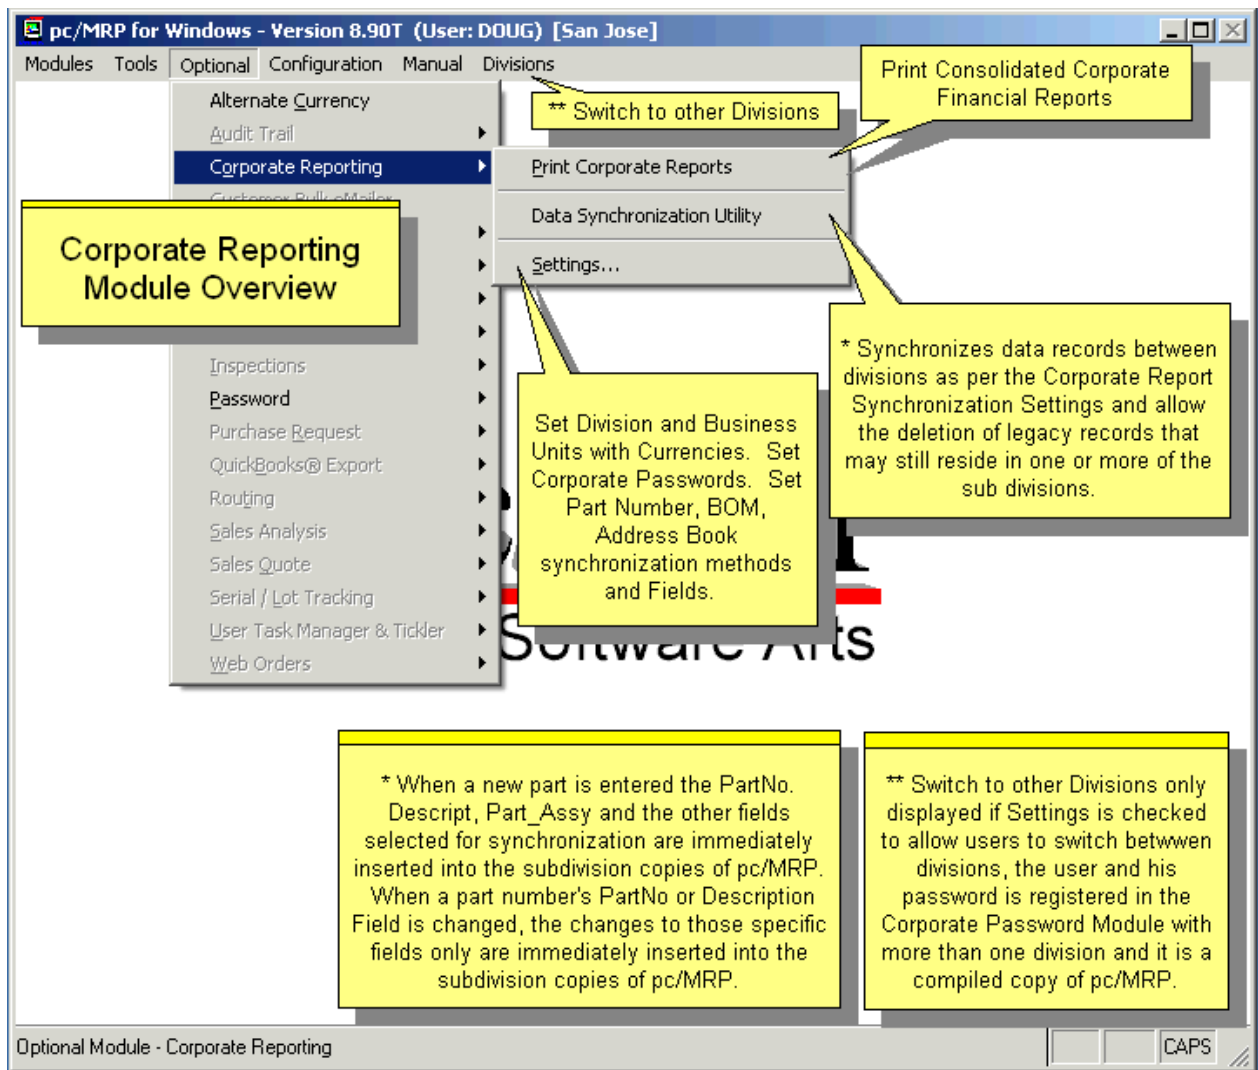 pc/MRP for Windows - Version 8.90T (User: DOUG) [San Jose]
Modules Tools Optional Configuration Manual Divisions
Alternate Currency
Audit Trail
Corporate Reporting
Customer Bulk eMailer
Inspections
Password
Purchase Request
QuickBooks® Export
Routing
Sales Analysis
Sales Quote
Serial / Lot Tracking
User Task Manager & Tickler
Web Orders
Print Corporate Reports
Data Synchronization Utility
Settings...
** Switch to other Divisions
Print Consolidated Corporate
Financial Reports
Corporate Reporting
Module Overview
Set Division and Business
Units with Currencies. Set
Corporate Passwords. Set
Part Number, BOM,
Address Book
synchronization methods
and Fields.
* Synchronizes data records between
divisions as per the Corporate Report
Synchronization Settings and allow
the deletion of legacy records that
may still reside in one or more of the
sub divisions.
Software Arts
* When a new part is entered the PartNo.
Descript, Part_Assy and the other fields
selected for synchronization are immediately
inserted into the subdivision copies of pc/MRP.
When a part number's PartNo or Description
Field is changed, the changes to those specific
fields only are immediately inserted into the
subdivision copies of pc/MRP.
** Switch to other Divisions only
displayed if Settings is checked
to allow users to switch betwwen
divisions, the user and his
password is registered in the
Corporate Password Module with
more than one division and it is a
compiled copy of pc/MRP.
Optional Module - Corporate Reporting
CAPS